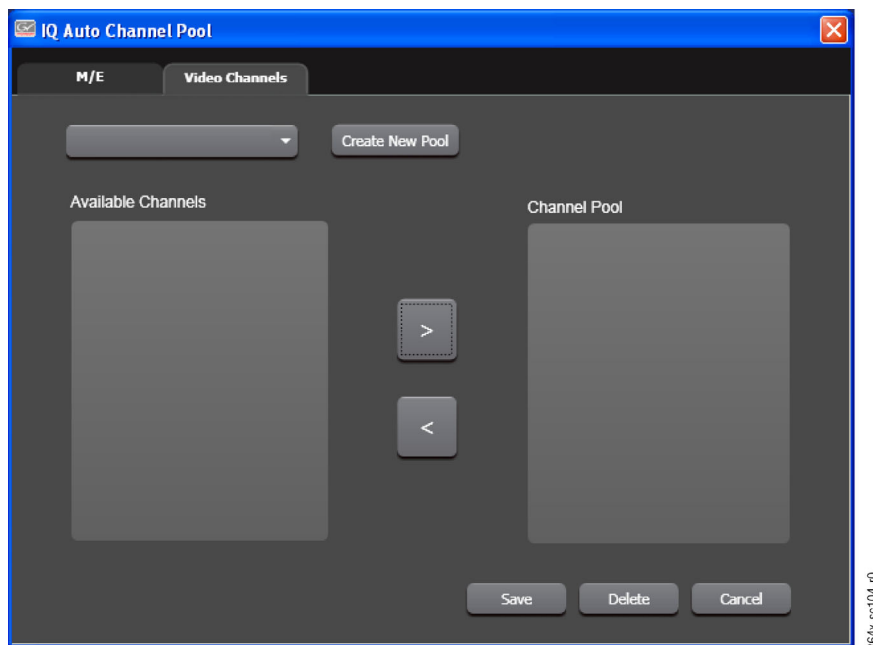 IQ Auto Channel Pool
M/E
Video Channels
Create New Pool
Available Channels
Channel Pool
>
<
Save
Delete
Cancel